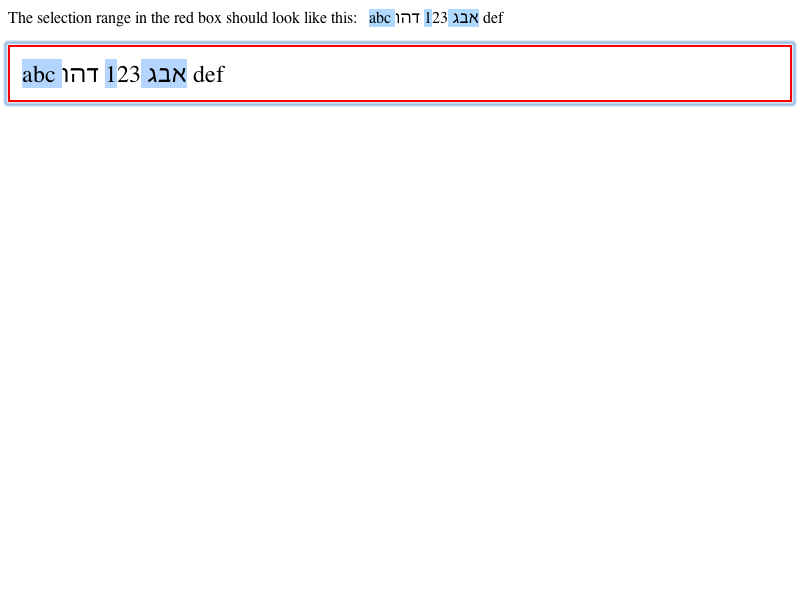 The selection range in the red box should look like this: abc אבג 123 דהו def
abc אבג 123 דהו def